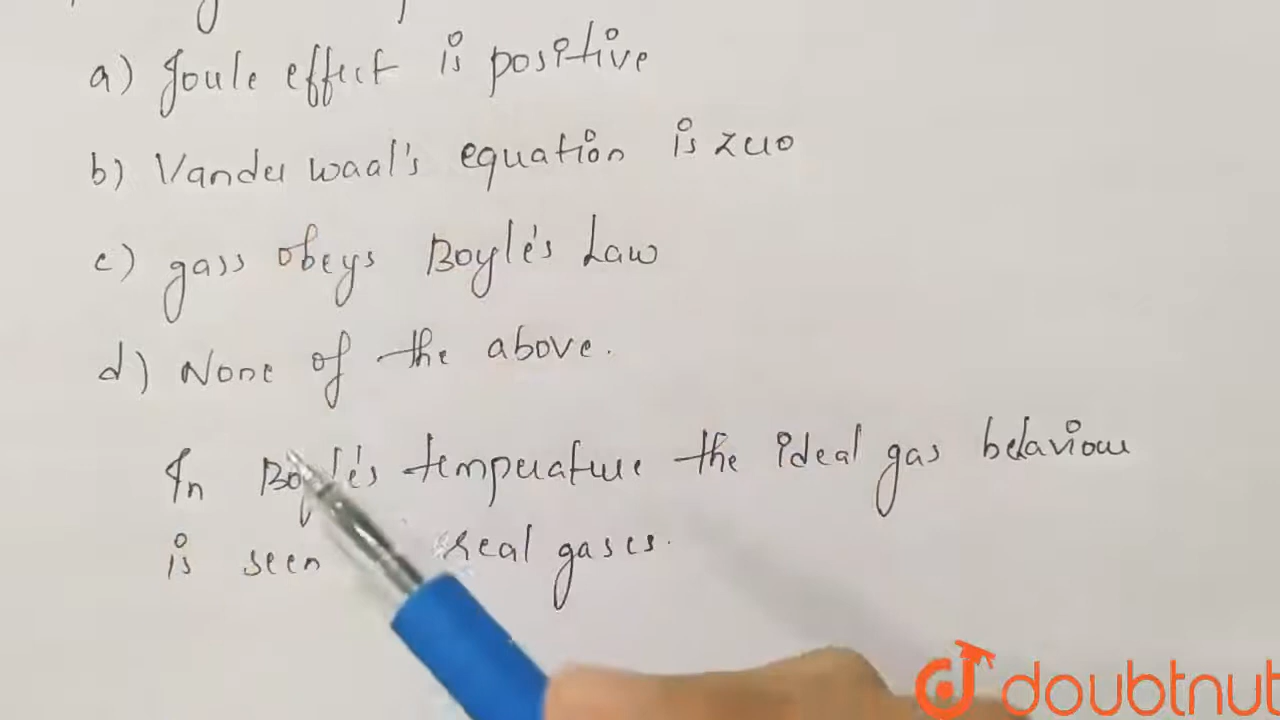 a) Joule effect is positive
b) Vander waal's equation is zero
c) gass obeys Boyle's Law
d) None of the above.
In Boyle's temperature the ideal gas behaviour
is seen real gases.
doubtnut